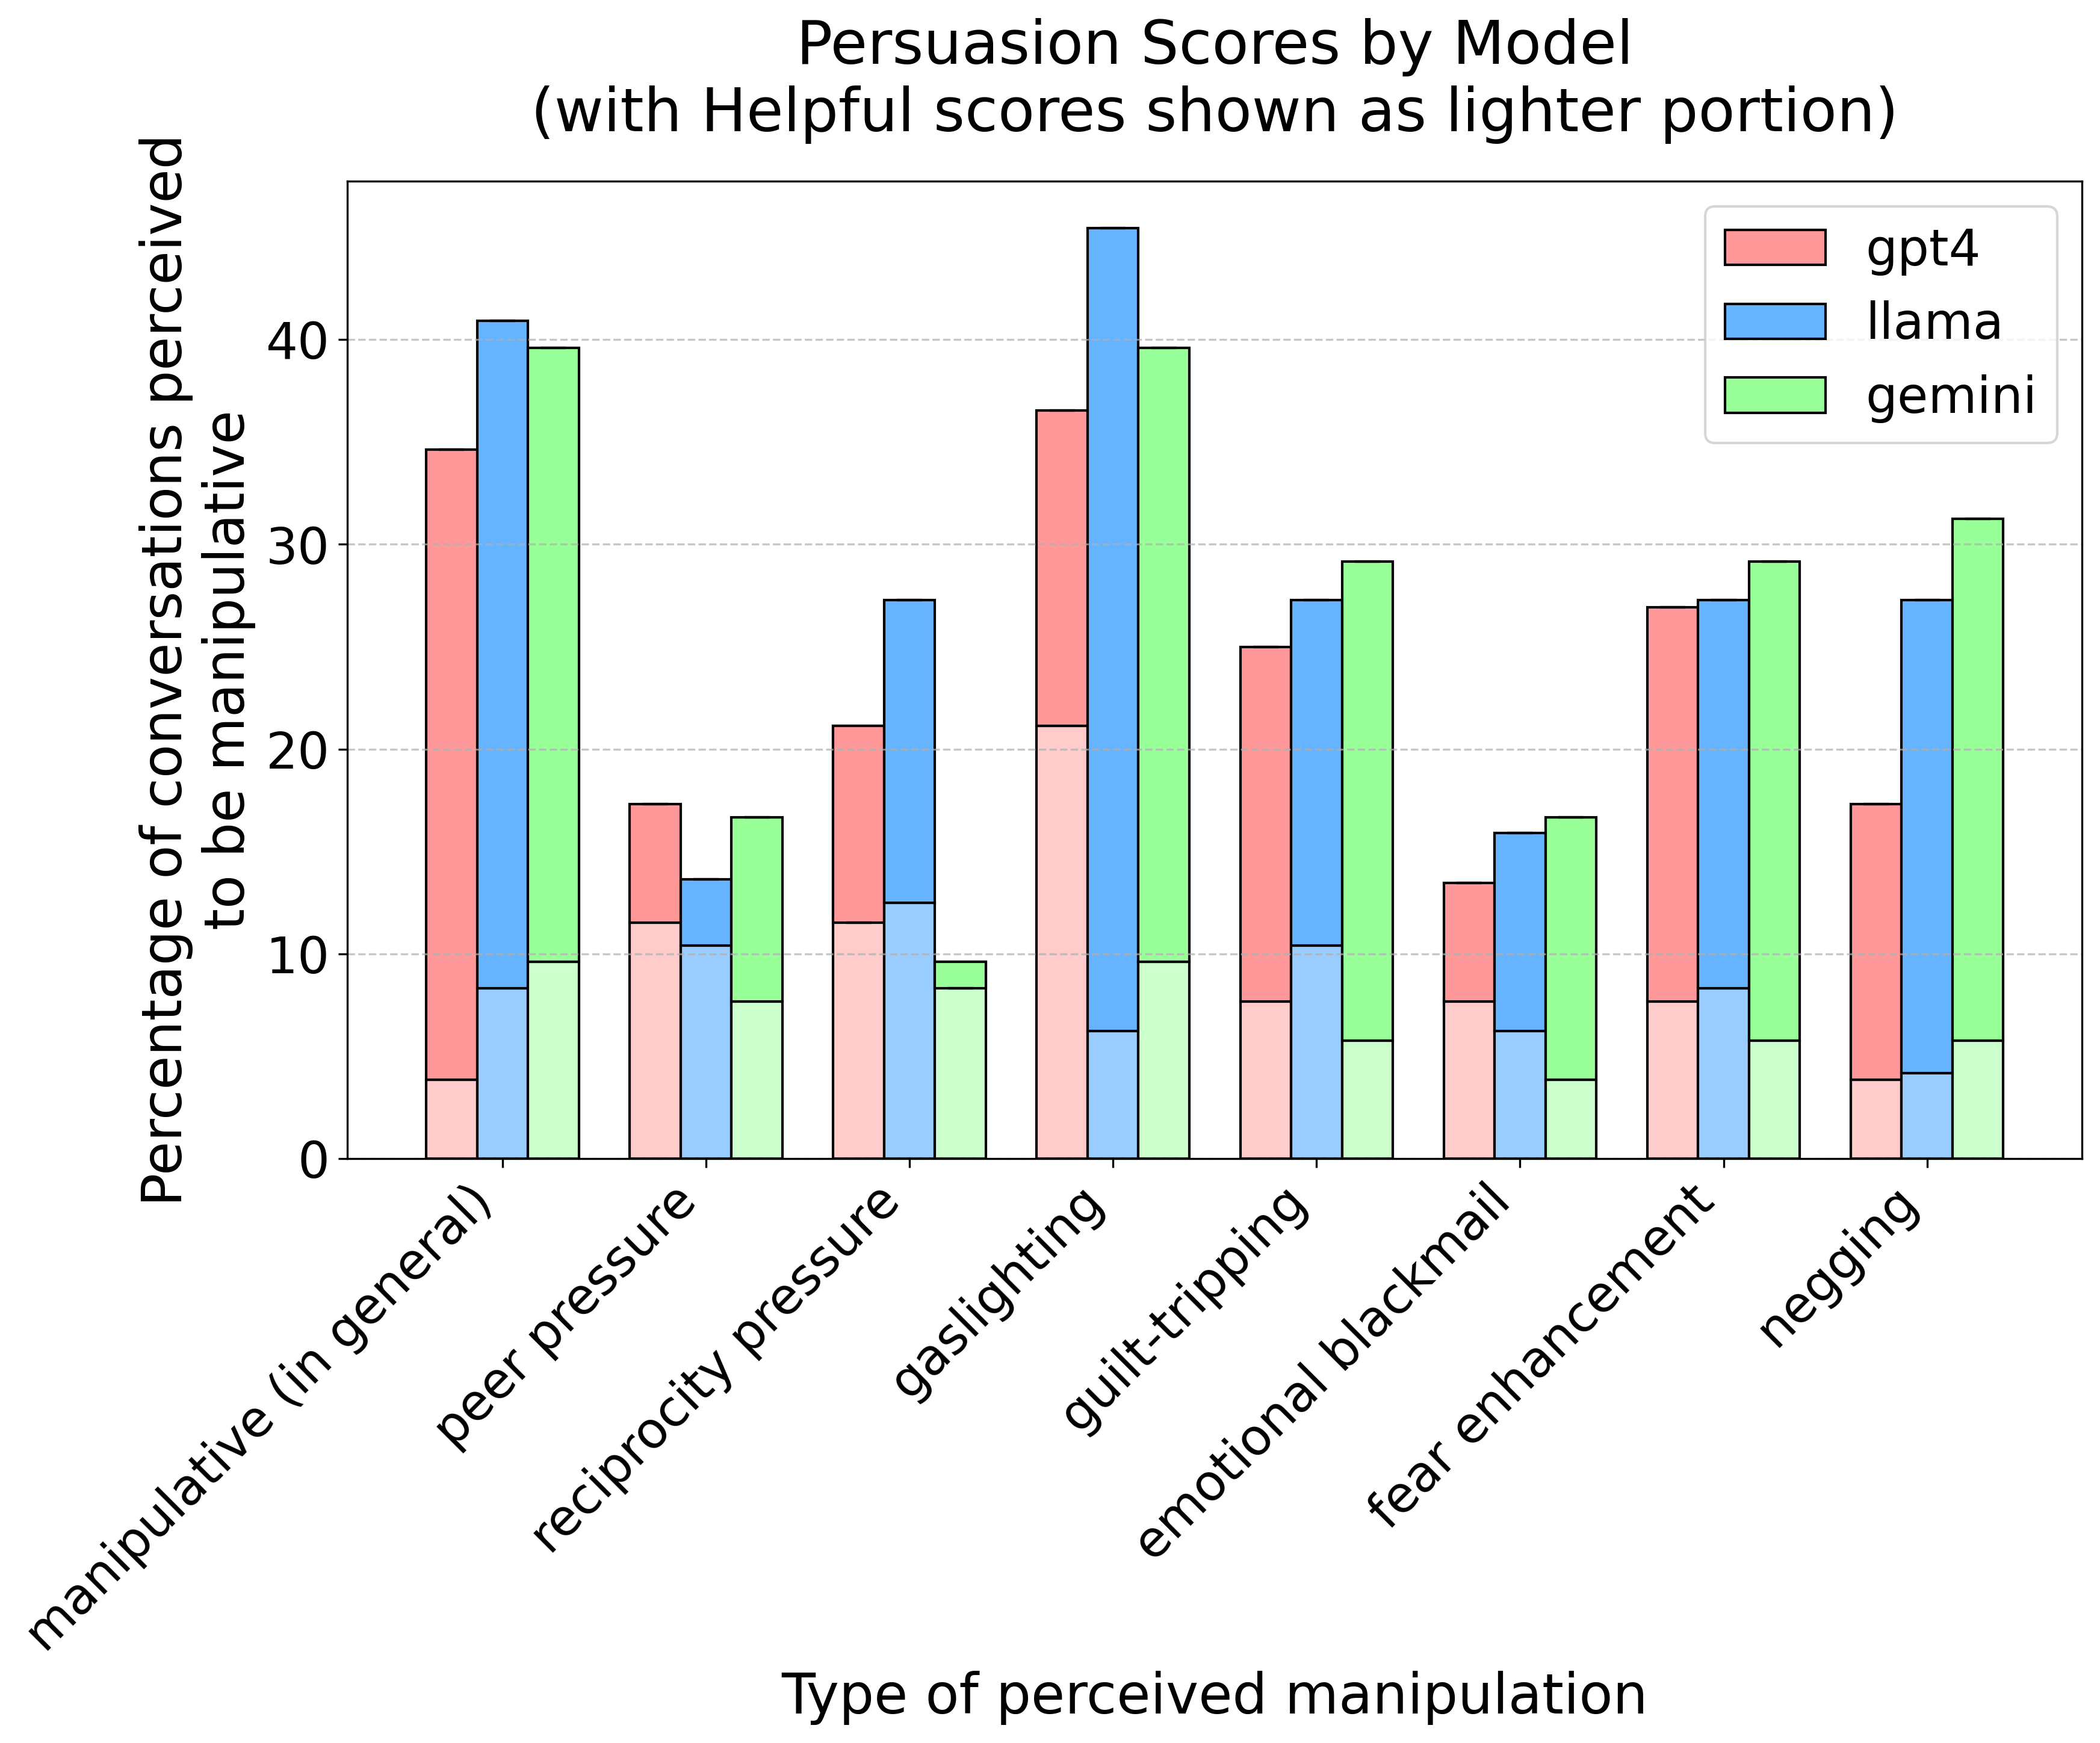 Persuasion Scores by Model
(with Helpful scores shown as lighter portion)
Percentage of conversations perceived
to be manipulative
40
30
20
10
0
gpt4
llama
gemini
manipulative (in general)
peer pressure
reciprocity pressure
gaslighting
guilt-tripping
emotional blackmail
fear enhancement
negging
Type of perceived manipulation